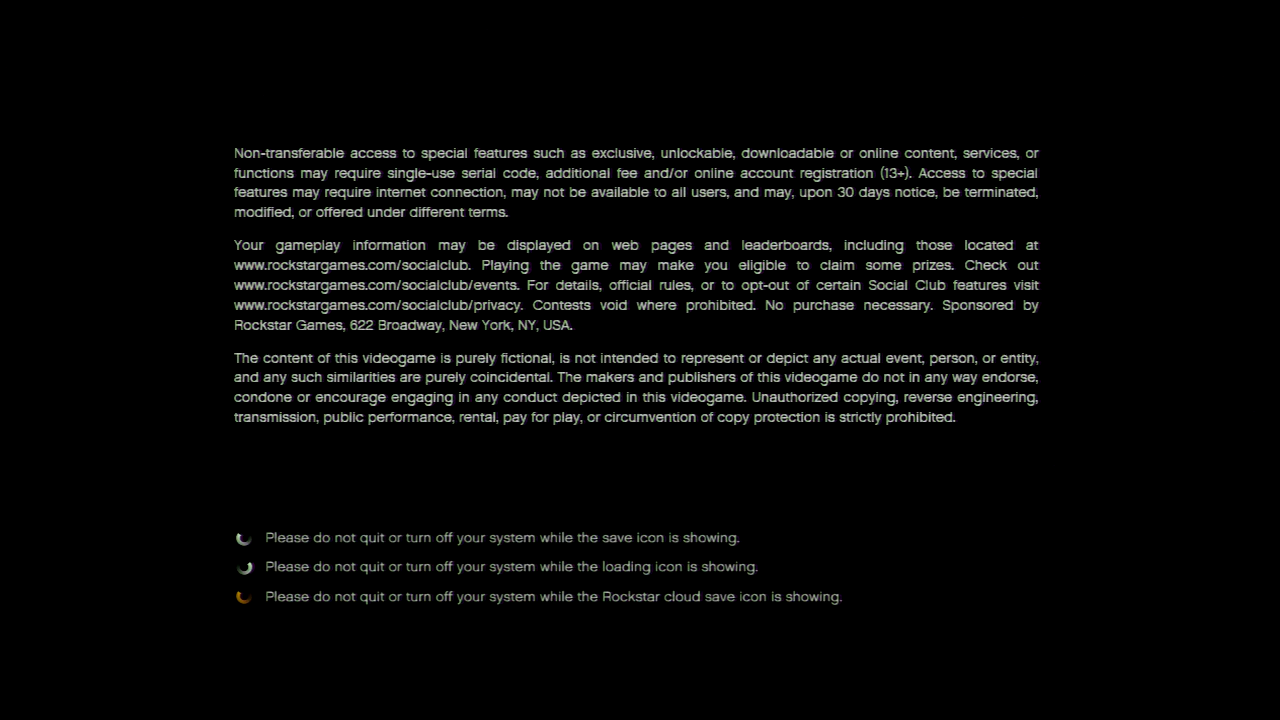 Non-transferable access to special features such as exclusive, unlockable, downloadable or online content, services, or
functions may require single-use serial code, additional fee and/or online account registration (13+). Access to special
features may require internet connection, may not be available to all users, and may, upon 30 days notice, be terminated,
modified, or offered under different terms.
Your gameplay information may be displayed on web pages and leaderboards, including those located at
www.rockstargames.com/socialclub. Playing the game may make you eligible to claim some prizes. Check out
www.rockstargames.com/socialclub/events. For details, official rules, or to opt-out of certain Social Club features visit
www.rockstargames.com/socialclub/privacy. Contests void where prohibited. No purchase necessary. Sponsored by
Rockstar Games, 622 Broadway, New York, NY, USA.
The content of this videogame is purely fictional, is not intended to represent or depict any actual event, person, or entity,
and any such similarities are purely coincidental. The makers and publishers of this videogame do not in any way endorse,
condone or encourage engaging in any conduct depicted in this videogame. Unauthorized copying, reverse engineering,
transmission, public performance, rental, pay for play, or circumvention of copy protection is strictly prohibited.
Please do not quit or turn off your system while the save icon is showing.
Please do not quit or turn off your system while the loading icon is showing.
Please do not quit or turn off your system while the Rockstar cloud save icon is showing.